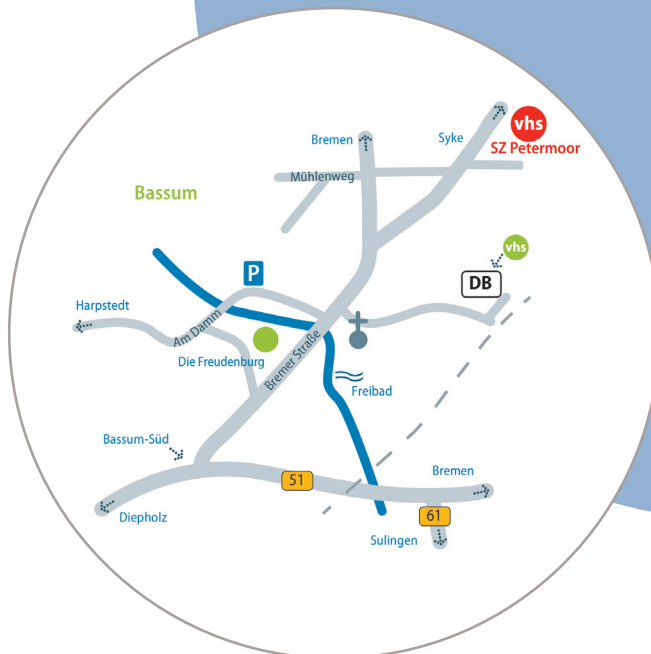 vhs
SZ Petermoor
Syke
Bremen
Mühlenweg
Bassum
vhs
P
DB
Harpstedt
Am Damm
Die Freudenburg
Bremer Straße
Freibad
Bassum-Süd
51
Bremen
Diepholz
61
Sulingen